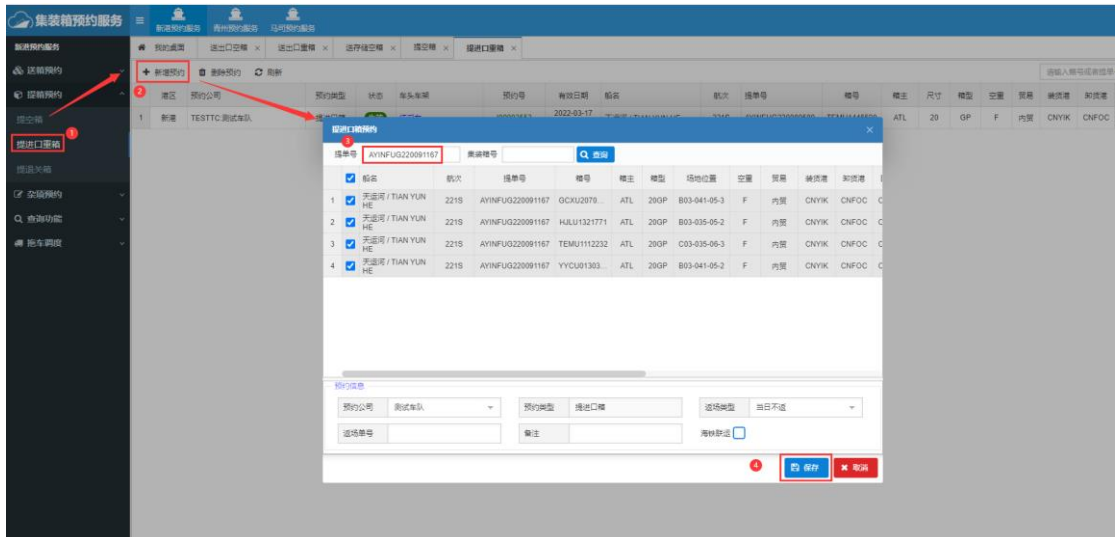 集装箱预约服务
新港预约服务 青州预约服务 马可预约服务
新港预约服务
我的桌面 送出口空箱 × 送出口重箱 × 送存储空箱 × 提空箱 × 提进口重箱 ×
送箱预约
新增预约 删除预约 刷新
提箱预约
2 港区 预约公司 预约类型 状态 车头车牌 预约号 有效日期 船名 航次 提单号 箱号 箱主 尺寸 箱型 空重 贸易 装货港 卸货港
提空箱
1 新港 TESTTC:测试车队 2022-03-17 ATL 20 GP F 内贸 CNYIK CNFOC
1
提进口重箱
提进口箱预约 ×
3
提单号 AYINFUG220091167 集装箱号 查询
提退关箱
船名 航次 提单号 箱号 箱主 箱型 场地位置 空重 贸易 装货港 卸货港
杂项预约
1 天运河 / TIAN YUN HE 221S AYINFUG220091167 GCXU2070... ATL 20GP B03-041-05-3 F 内贸 CNYIK CNFOC C
查询功能
2 天运河 / TIAN YUN HE 221S AYINFUG220091167 HJLU1321771 ATL 20GP B03-035-05-2 F 内贸 CNYIK CNFOC C
拖车调度
3 天运河 / TIAN YUN HE 221S AYINFUG220091167 TEMU1112232 ATL 20GP C03-035-06-3 F 内贸 CNYIK CNFOC C
4 天运河 / TIAN YUN HE 221S AYINFUG220091167 YYCU01303... ATL 20GP B03-041-05-2 F 内贸 CNYIK CNFOC C
预约信息
预约公司 测试车队 预约类型 提进口箱 返场类型 当日不返
返场单号 备注 海铁联运
4 保存 取消